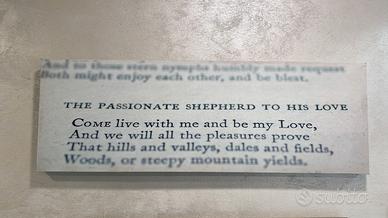 And to those stern nymphs humbly made request
Both might enjoy each other, and be blest.
THE PASSIONATE SHEPHERD TO HIS LOVE
COME live with me and be my Love,
And we will all the pleasures prove
That hills and valleys, dales and fields,
Woods, or steepy mountain yields.
subito